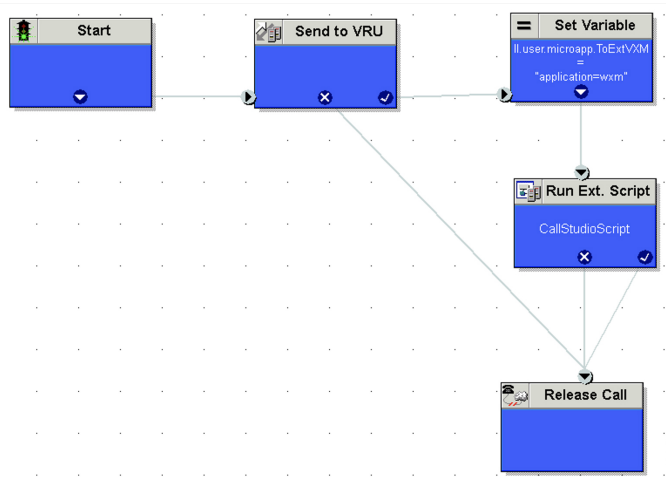 Start
Send to VRU
Set Variable
ll.user.microapp.ToExtVXM
=
"application=wxm"
Run Ext. Script
CallStudioScript
Release Call